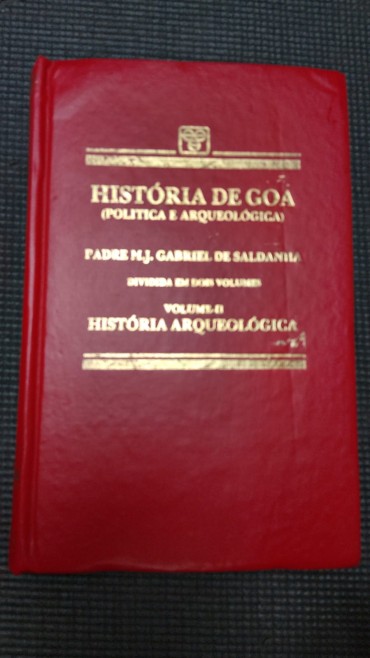 HISTÓRIA DE GOA
(POLITICA E ARQUEOLÓGICA)
PADRE M.J. GABRIEL DE SALDANHA
DIVIDIDA EM DOIS VOLUMES
VOLUME-II
HISTÓRIA ARQUEOLÓGICA